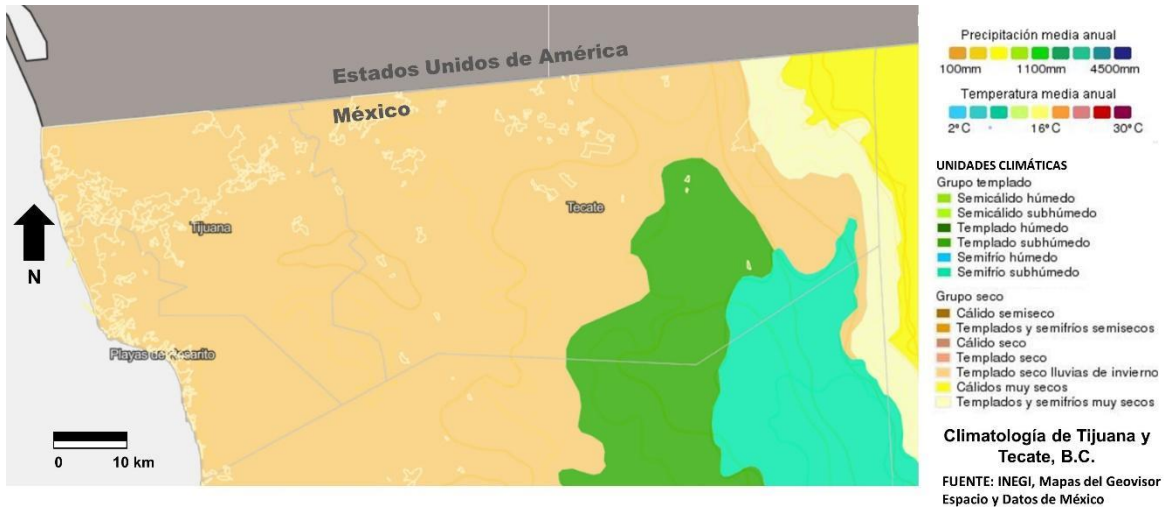 Estados Unidos de América
México
Tijuana
Tecate
Playas de Rosarito
N
0 10 km
Precipitación media anual
100mm 1100mm 4500mm
Temperatura media anual
2°C 16°C 30°C
UNIDADES CLIMÁTICAS
Grupo templado
Semicálido húmedo
Semicálido subhúmedo
Templado húmedo
Templado subhúmedo
Semifrío húmedo
Semifrío subhúmedo
Grupo seco
Cálido semiseco
Templados y semifríos semisecos
Cálido seco
Templado seco
Templado seco lluvias de invierno
Cálidos muy secos
Templados y semifríos muy secos
Climatología de Tijuana y
Tecate, B.C.
FUENTE: INEGI, Mapas del Geovisor
Espacio y Datos de México